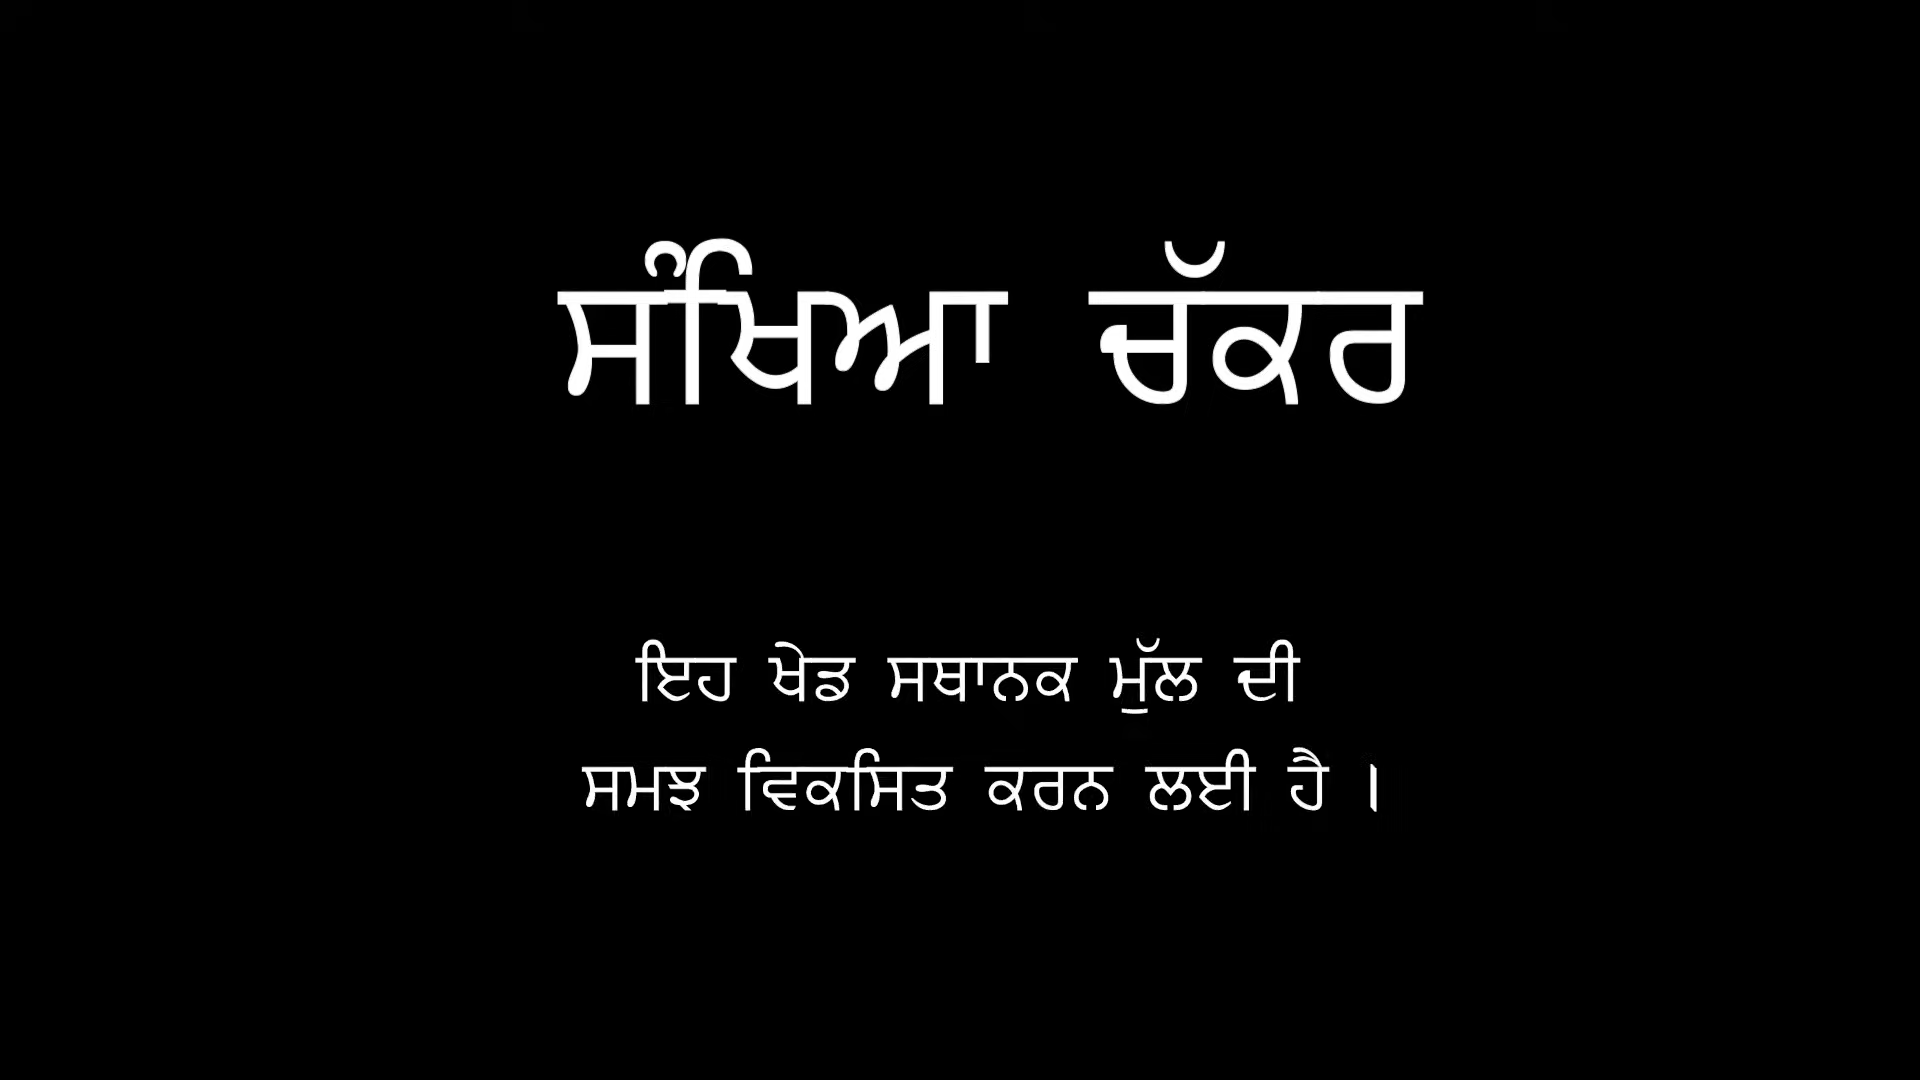 ਸੰਖਿਆ ਚੱਕਰ
ਇਹ ਖੇਡ ਸਥਾਨਕ ਮੁੱਲ ਦੀ
ਸਮਝ ਵਿਕਸਿਤ ਕਰਨ ਲਈ ਹੈ ।